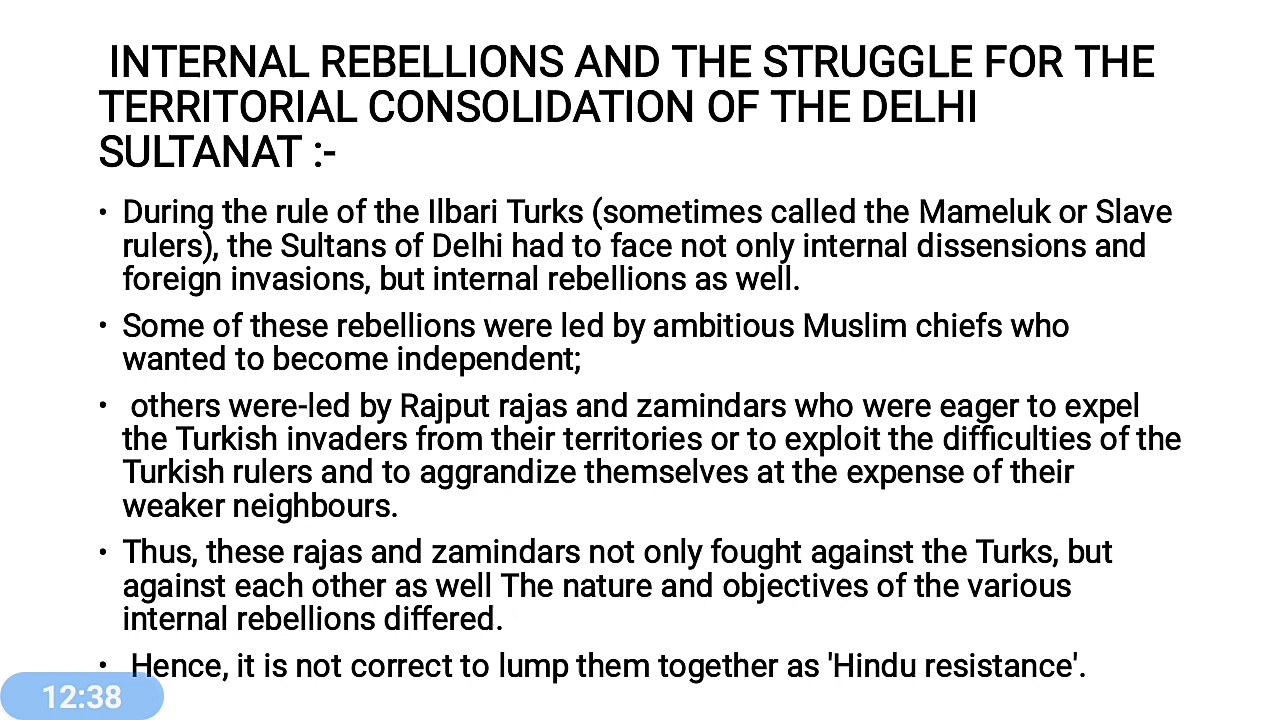 INTERNAL REBELLIONS AND THE STRUGGLE FOR THE
TERRITORIAL CONSOLIDATION OF THE DELHI
SULTANAT :-
• During the rule of the Ilbari Turks (sometimes called the Mameluk or Slave
rulers), the Sultans of Delhi had to face not only internal dissensions and
foreign invasions, but internal rebellions as well.
• Some of these rebellions were led by ambitious Muslim chiefs who
wanted to become independent;
• others were-led by Rajput rajas and zamindars who were eager to expel
the Turkish invaders from their territories or to exploit the difficulties of the
Turkish rulers and to aggrandize themselves at the expense of their
weaker neighbours.
• Thus, these rajas and zamindars not only fought against the Turks, but
against each other as well The nature and objectives of the various
internal rebellions differed.
• Hence, it is not correct to lump them together as 'Hindu resistance'.
12:38